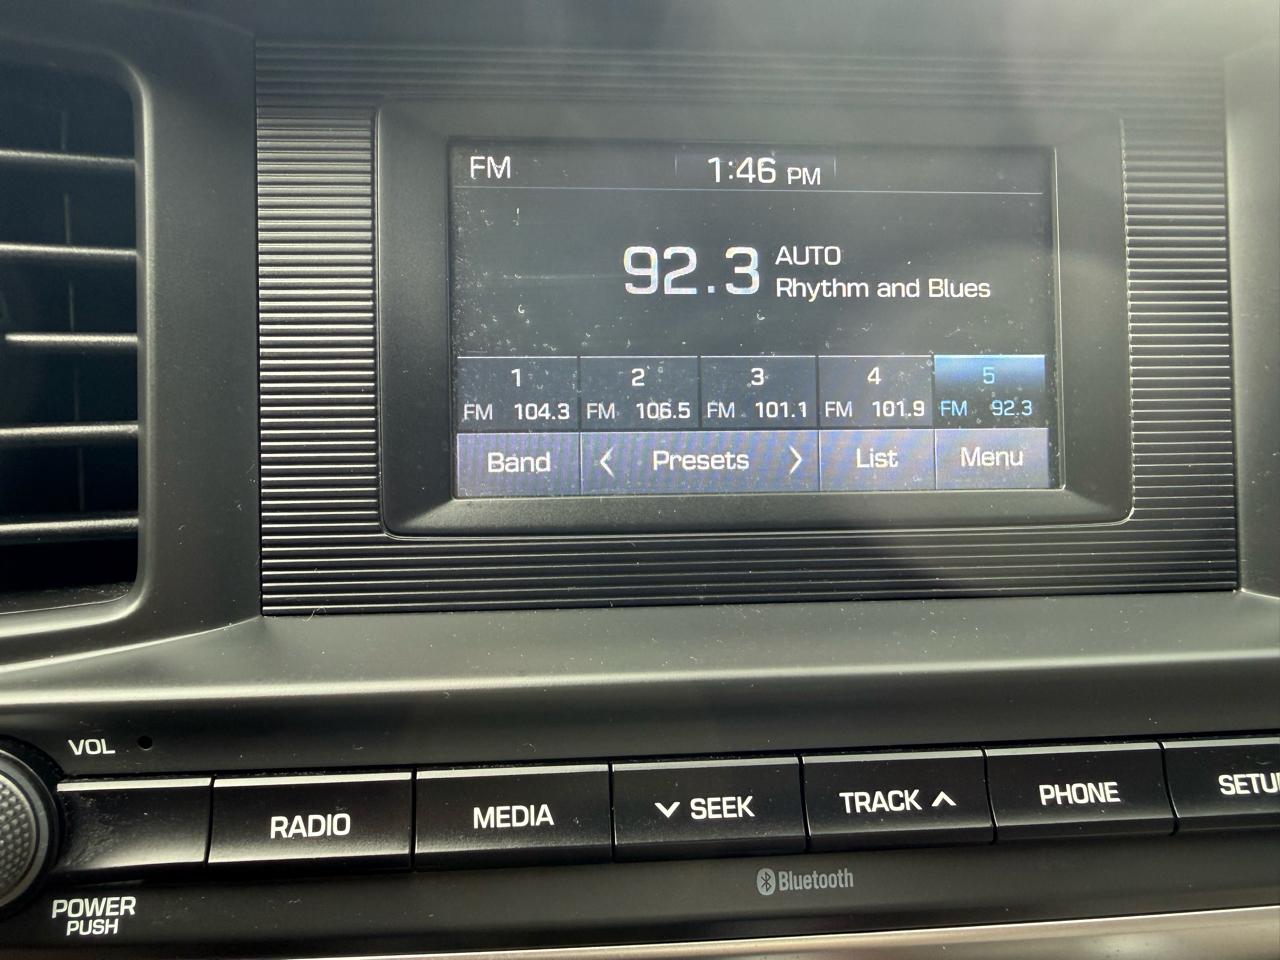 FM 1:46 PM
92.3 AUTO
Rhythm and Blues
1 2 3 4 5
FM 104.3 FM 106.5 FM 101.1 FM 101.9 FM 92.3
Band < Presets > List Menu
VOL
RADIO MEDIA SEEK TRACK PHONE SETU
Bluetooth
POWER
PUSH